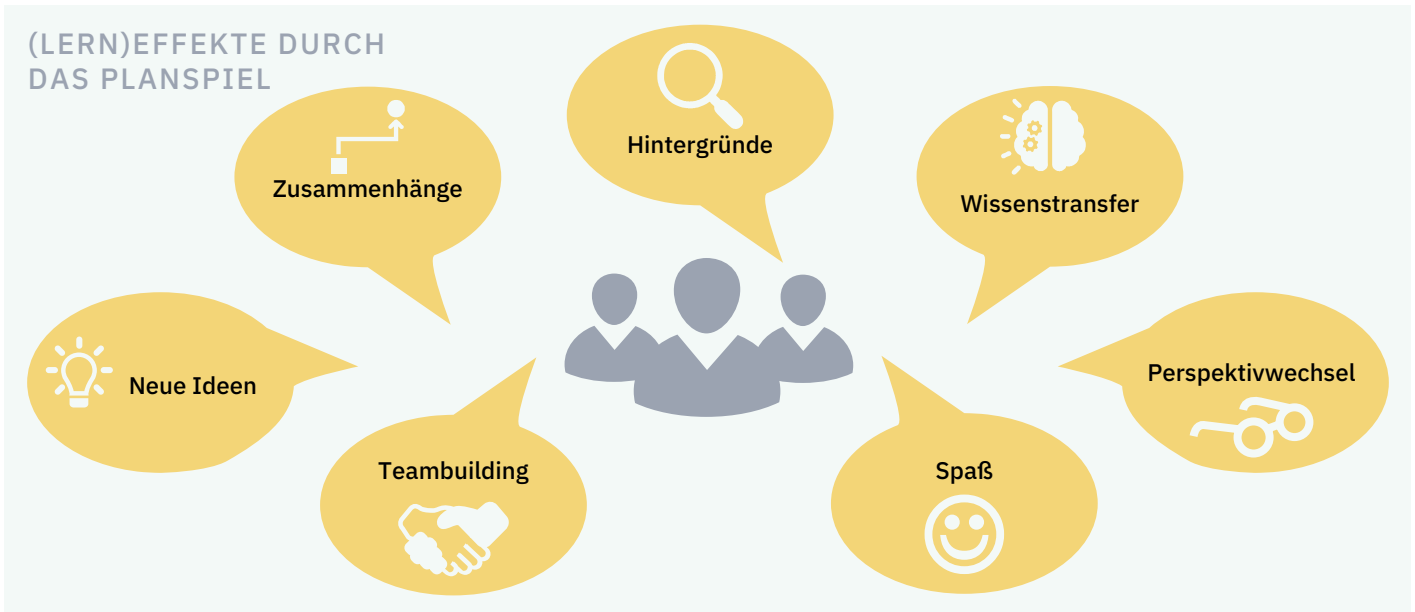 (LERN)EFFEKTE DURCH
DAS PLANSPIEL
Hintergründe
Zusammenhänge
Wissenstransfer
Neue Ideen
Perspektivwechsel
Teambuilding
Spaß